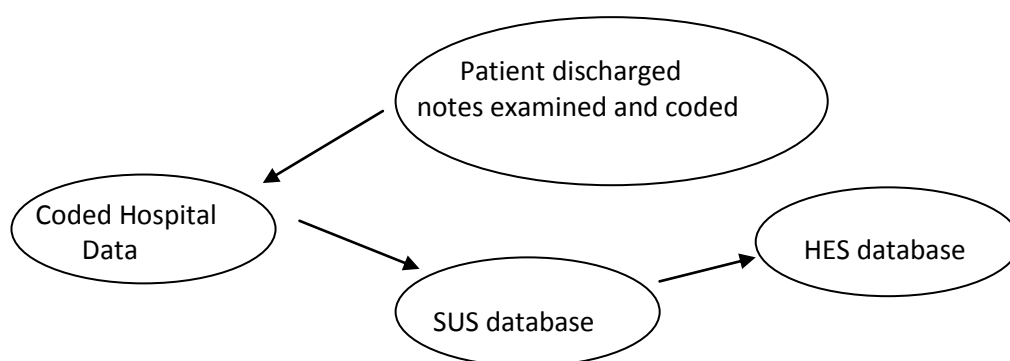 Patient discharged
notes examined and coded
Coded Hospital
Data
HES database
SUS database